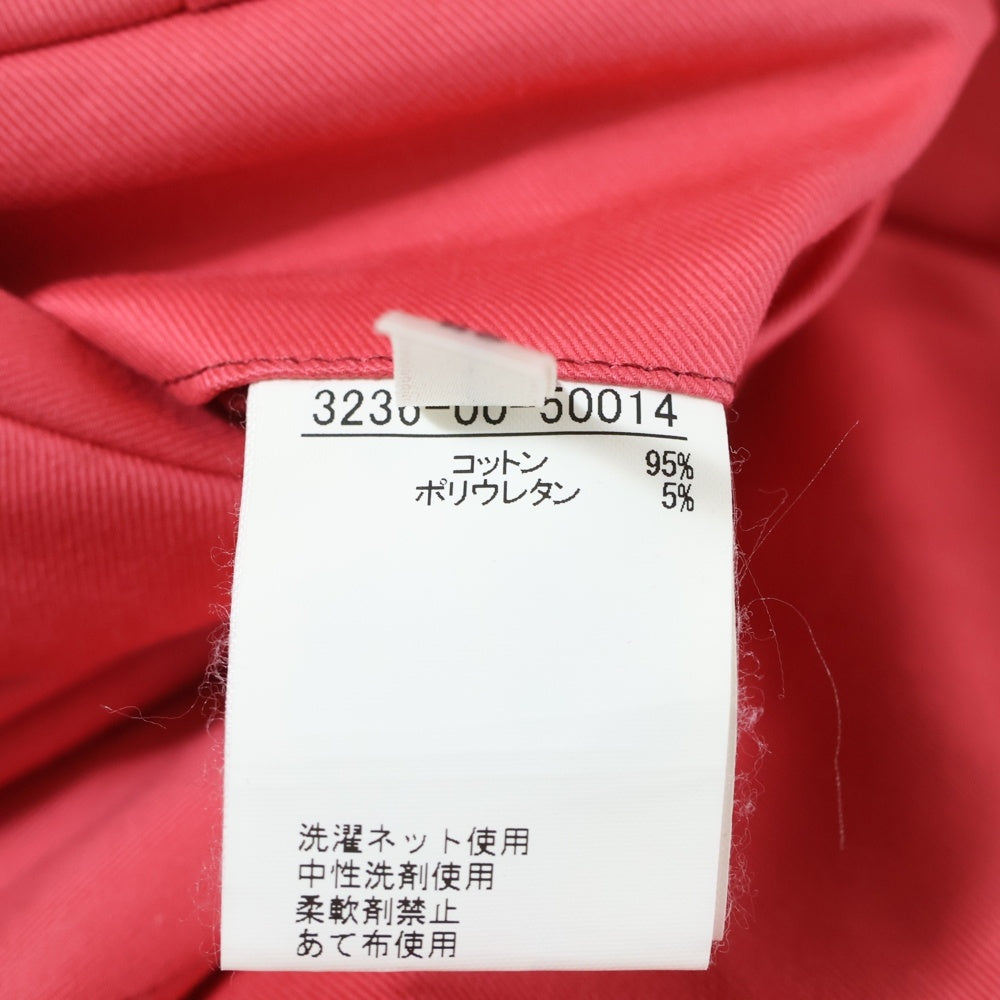 3236-00-50014
コットン 95%
ポリウレタン 5%
洗濯ネット使用
中性洗剤使用
柔軟剤禁止
あて布使用